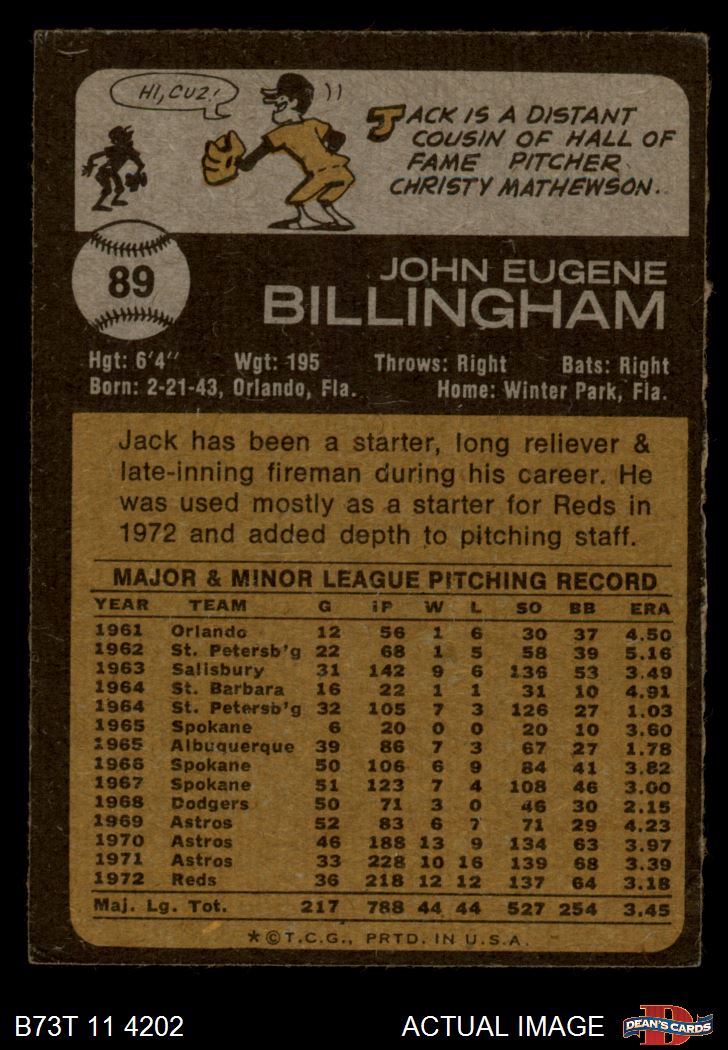 HI, CUZ!
JACK IS A DISTANT
COUSIN OF HALL OF
FAME PITCHER
CHRISTY MATHEWSON.
89
JOHN EUGENE
BILLINGHAM
Hgt: 6'4" Wgt: 195 Throws: Right Bats: Right
Born: 2-21-43, Orlando, Fla. Home: Winter Park, Fla.
Jack has been a starter, long reliever &
late-inning fireman during his career. He
was used mostly as a starter for Reds in
1972 and added depth to pitching staff.
MAJOR & MINOR LEAGUE PITCHING RECORD
YEAR TEAM G IP W L SO BB ERA
1961 Orlando 12 56 1 6 30 37 4.50
1962 St. Petersb'g 22 68 1 5 58 39 5.16
1963 Salisbury 31 142 9 6 136 53 3.49
1964 St. Barbara 16 22 1 1 31 10 4.91
1964 St. Petersb'g 32 105 7 3 126 27 1.03
1965 Spokane 6 20 0 0 20 10 3.60
1965 Albuquerque 39 86 7 3 67 27 1.78
1966 Spokane 50 106 6 9 84 41 3.82
1967 Spokane 51 123 7 4 108 46 3.00
1968 Dodgers 50 71 3 0 46 30 2.15
1969 Astros 52 83 6 7 71 29 4.23
1970 Astros 46 188 13 9 134 63 3.97
1971 Astros 33 228 10 16 139 68 3.39
1972 Reds 36 218 12 12 137 64 3.18
Maj. Lg. Tot. 217 788 44 44 527 254 3.45
*©T.C.G., PRTD. IN U.S.A.
B73T 11 4202 ACTUAL IMAGE D DEAN'S CARDS